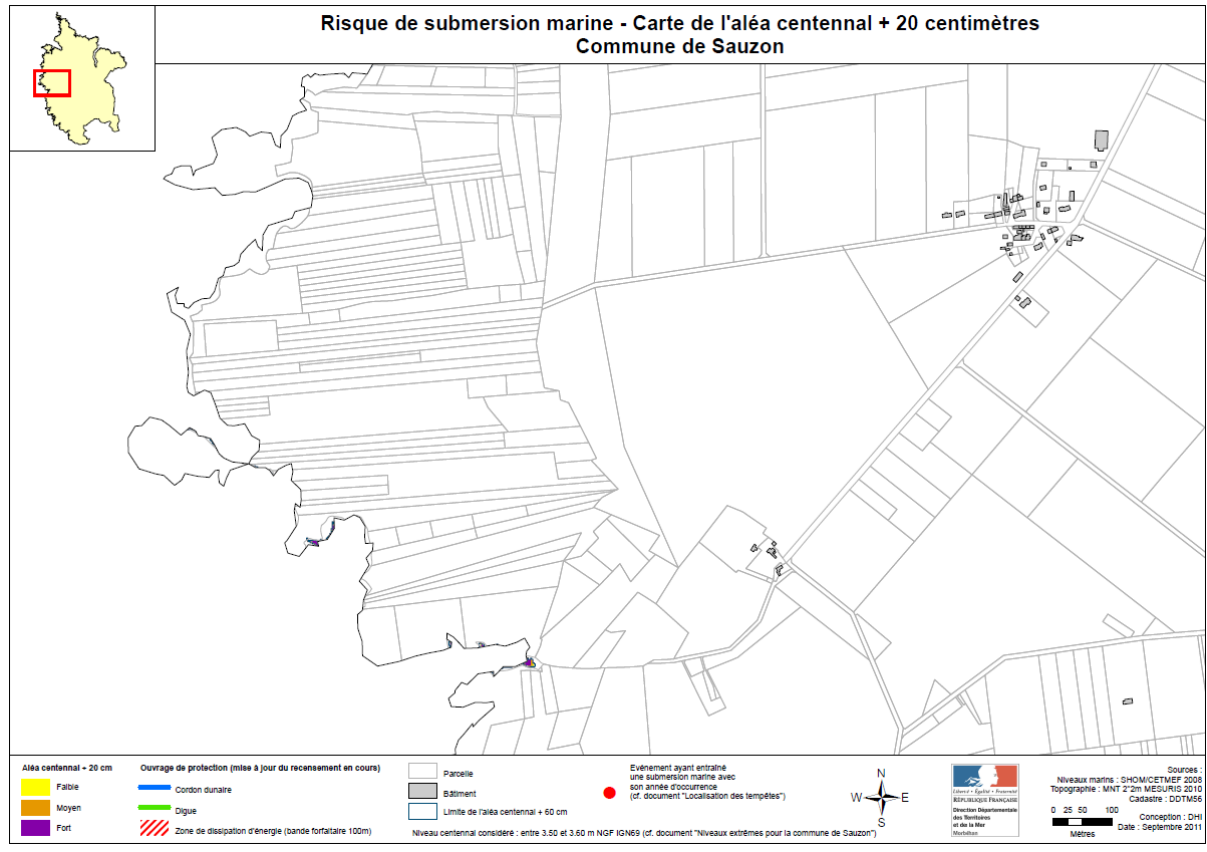 Risque de submersion marine - Carte de l'aléa centennal + 20 centimètres
Commune de Sauzon
Aléa centennal + 20 cm
Faible
Moyen
Fort
Ouvrage de protection (mise à jour du recensement en cours)
Cordon dunaire
Digue
Zone de dissipation d'énergie (bande forfaitaire 100m)
Parcelle
Bâtiment
Limite de l'aléa centennal + 60 cm
Evénement ayant entraîné
une submersion marine avec
son année d'occurrence
(cf. document "Localisation des tempêtes")
Niveau centennal considéré : entre 3.50 et 3.60 m NGF IGN69 (cf. document "Niveaux extrêmes pour la commune de Sauzon")
N
W
E
S
Liberté • Égalité • Fraternité
RÉPUBLIQUE FRANÇAISE
Direction Départementale
des Territoires
et de la Mer
Morbihan
Sources :
Niveaux marins : SHOM/CETMEF 2008
Topographie : MNT 2*2m MESURIS 2010
Cadastre : DDTM56
0 25 50 100
Mètres
Conception : DHI
Date : Septembre 2011